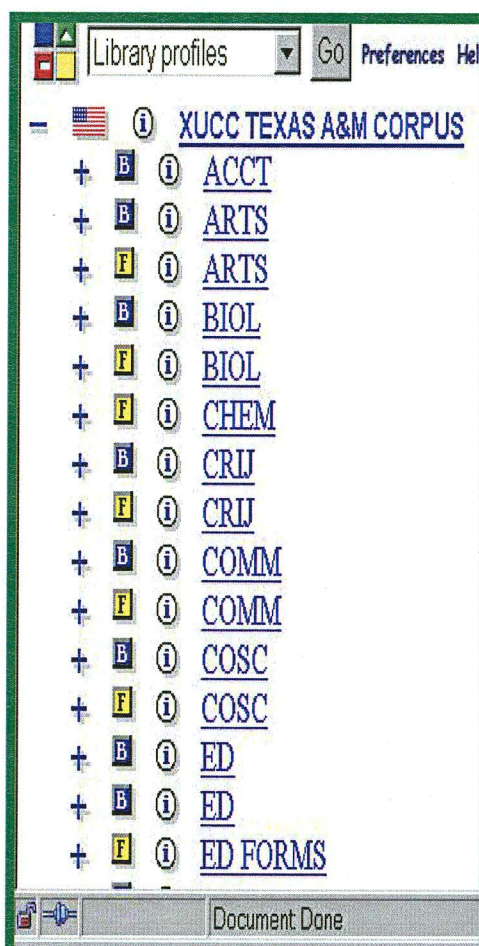 Library profiles Go Preferences Hel
XUCC TEXAS A&M CORPUS
B i ACCT
B i ARTS
F i ARTS
B i BIOL
F i BIOL
F i CHEM
B i CRIJ
F i CRIJ
B i COMM
F i COMM
B i COSC
F i COSC
B i ED
B i ED
F i ED FORMS
Document Done